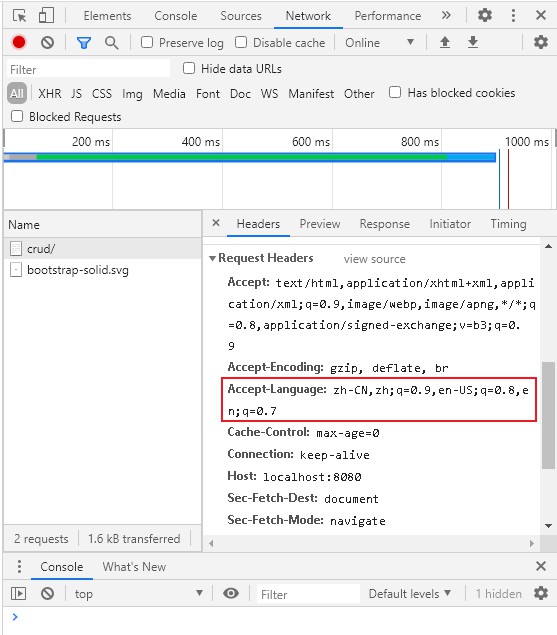 Elements Console Sources Network Performance »
Preserve log Disable cache Online
Filter Hide data URLs
All XHR JS CSS Img Media Font Doc WS Manifest Other Has blocked cookies
Blocked Requests
200 ms 400 ms 600 ms 800 ms 1000 ms
Name × Headers Preview Response Initiator Timing
crud/
bootstrap-solid.svg
Request Headers view source
Accept: text/html,application/xhtml+xml,appl
ication/xml;q=0.9,image/webp,image/apng,*/*;q
=0.8,application/signed-exchange;v=b3;q=0.
9
Accept-Encoding: gzip, deflate, br
Accept-Language: zh-CN,zh;q=0.9,en-US;q=0.8,e
n;q=0.7
Cache-Control: max-age=0
Connection: keep-alive
Host: localhost:8080
Sec-Fetch-Dest: document
Sec-Fetch-Mode: navigate
2 requests 1.6 kB transferred
Console What's New
top Filter Default levels 1 hidden